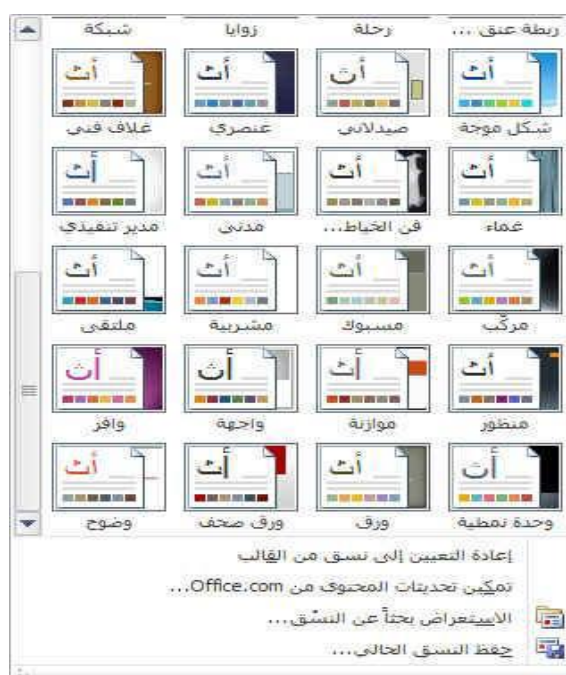 ربطة عنق ... رحلة زوايا شبكة
أث أث أث أث
شكل موجة صيدلاني عنصري غلاف فني
أث أث أث أث
غماء فن الخياط... مدني مدير تنفيذي
أث أث أث أث
مركّب مسبوك مشربية ملتقى
أث أث أث أث
منظور موازنة واجهة وافر
أث أث أث أث
وحدة نمطية ورق ورق صحف وضوح
إعادة التعيين إلى نسق من القالب
تمكين تحديثات المحتوى من Office.com...
الاستعراض بحثاً عن النسّق...
حفظ النسق الحالي...